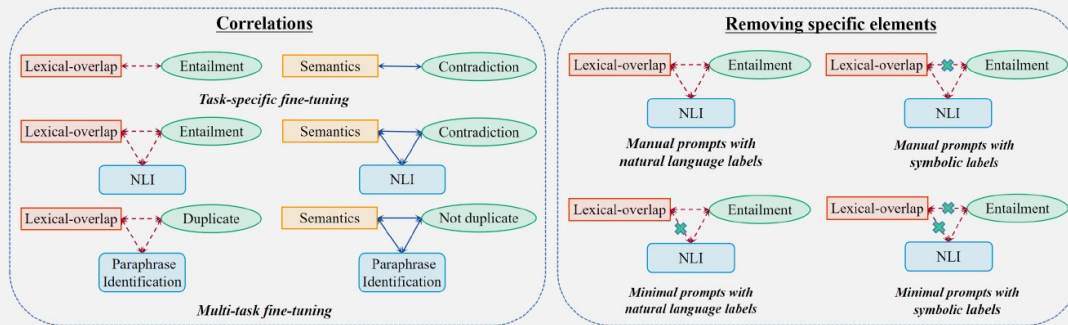 Correlations
Lexical-overlap
Entailment
Semantics
Contradiction
Task-specific fine-tuning
Lexical-overlap
Entailment
Semantics
Contradiction
NLI
NLI
Lexical-overlap
Duplicate
Semantics
Not duplicate
Paraphrase
Identification
Paraphrase
Identification
Multi-task fine-tuning
Removing specific elements
Lexical-overlap
Entailment
Lexical-overlap
Entailment
NLI
NLI
Manual prompts with
natural language labels
Manual prompts with
symbolic labels
Lexical-overlap
Entailment
Lexical-overlap
Entailment
NLI
NLI
Minimal prompts with
natural language labels
Minimal prompts with
symbolic labels